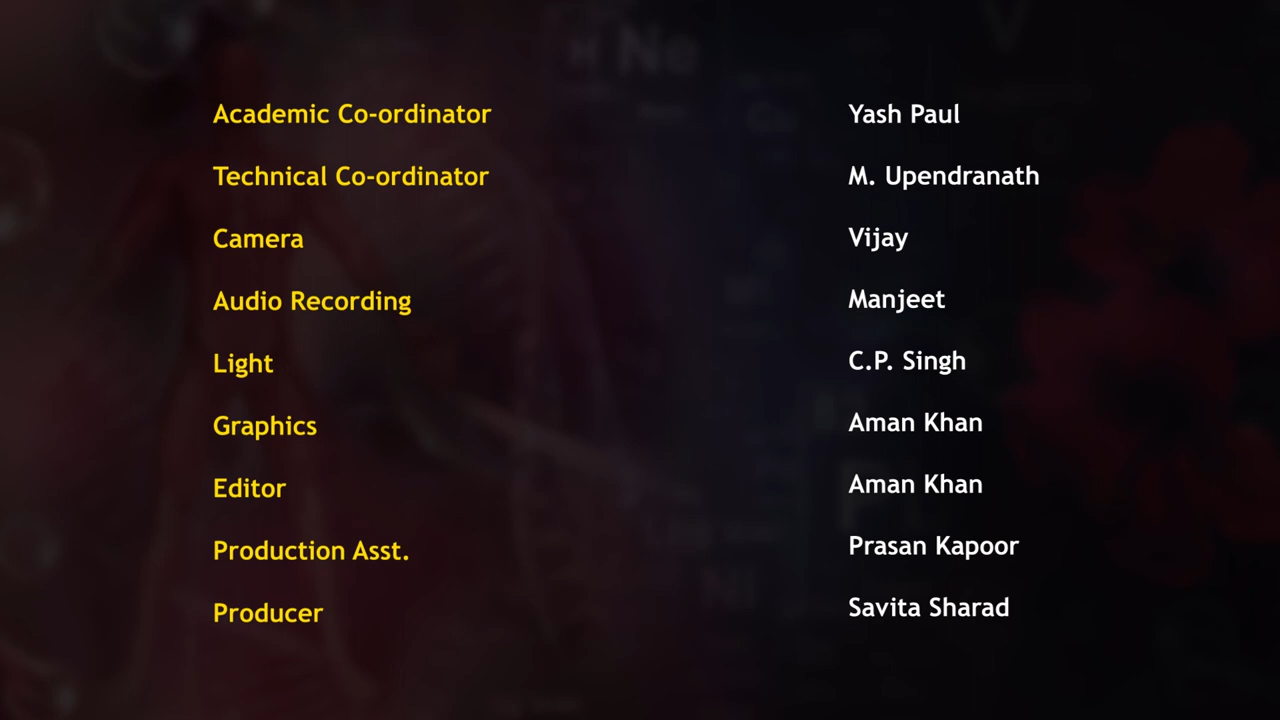 Academic Co-ordinator Yash Paul
Technical Co-ordinator M. Upendranath
Camera Vijay
Audio Recording Manjeet
Light C.P. Singh
Graphics Aman Khan
Editor Aman Khan
Production Asst. Prasan Kapoor
Producer Savita Sharad